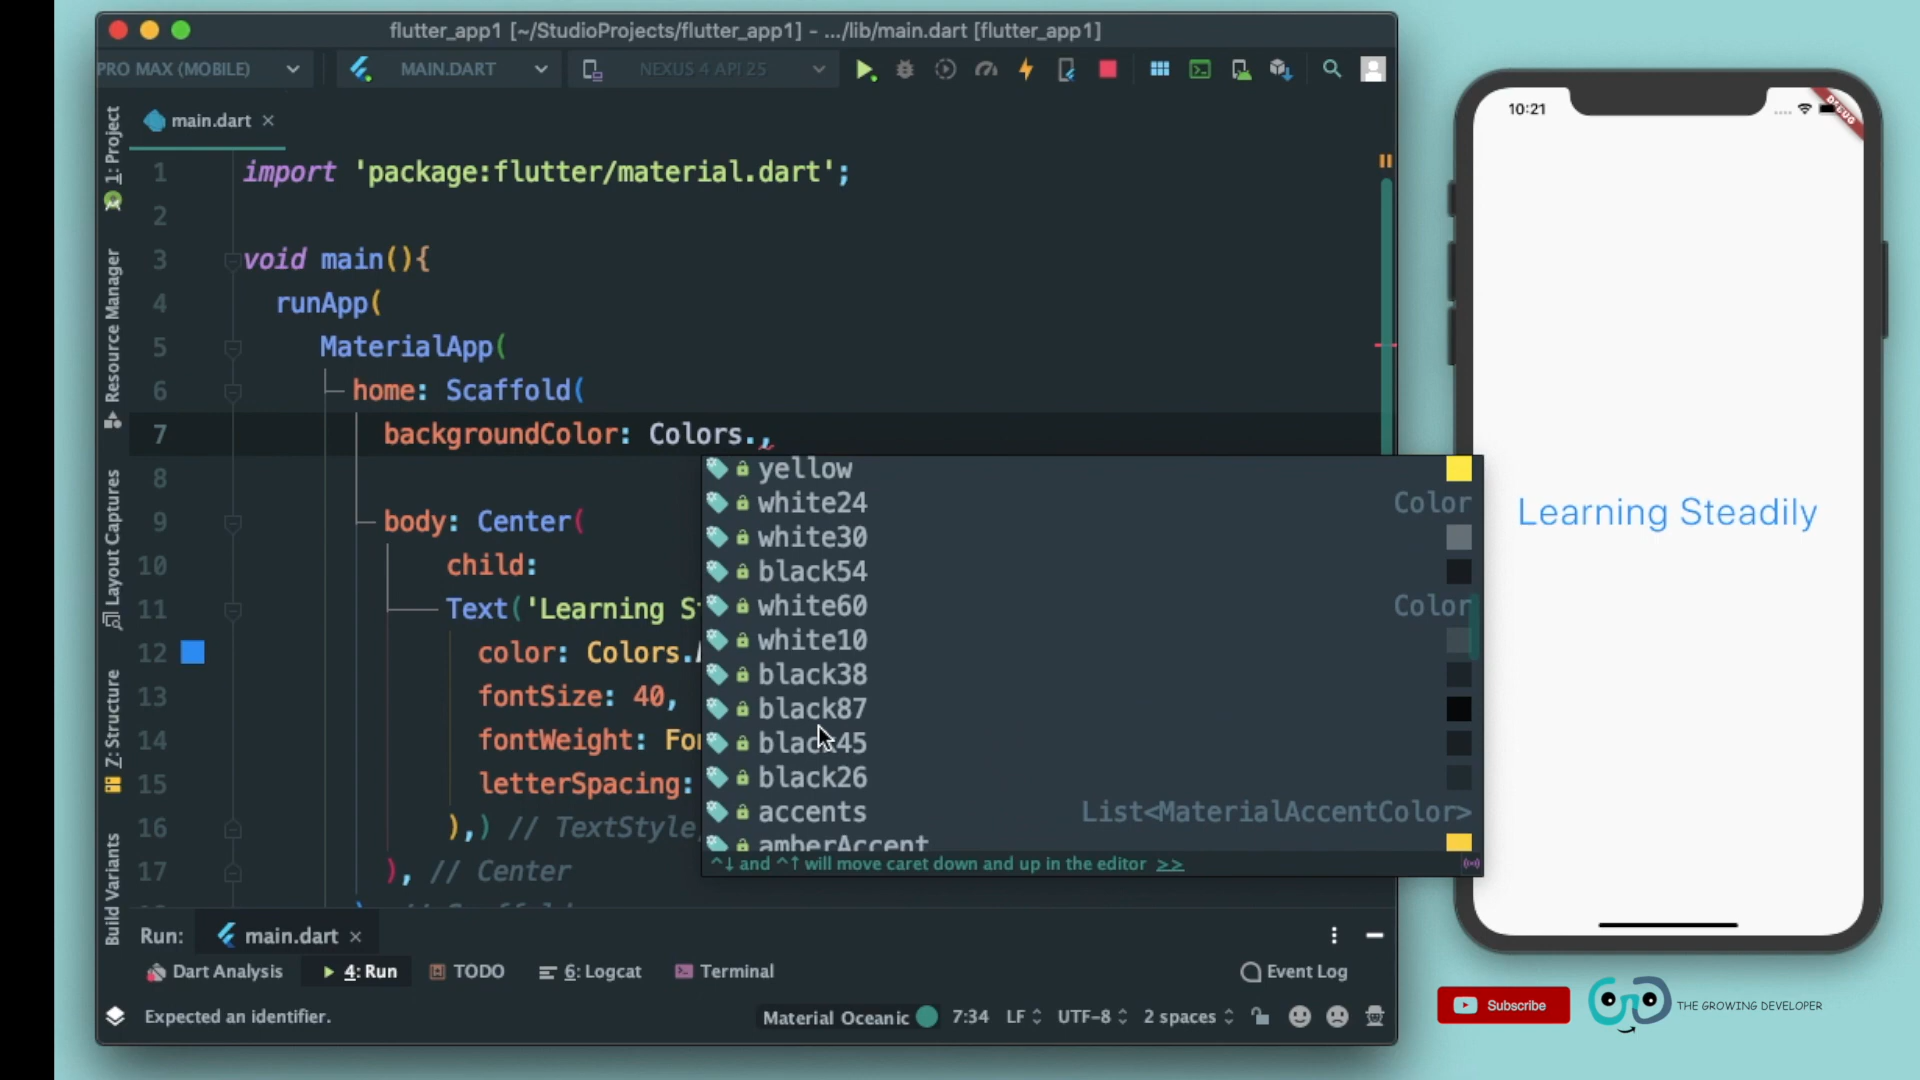 flutter_app1 [~/StudioProjects/flutter_app1] - .../lib/main.dart [flutter_app1]
PRO MAX (MOBILE)
MAIN.DART
NEXUS 4 API 25
main.dart
1: Project
Resource Manager
Layout Captures
Z: Structure
Build Variants
1 import 'package:flutter/material.dart';
2
3 void main(){
4 runApp(
5 MaterialApp(
6 home: Scaffold(
7 backgroundColor: Colors.,
8
9 body: Center(
10 child:
11 Text('Learning S
12 color: Colors.
13 fontSize: 40,
14 fontWeight: Fo
15 letterSpacing:
16 ),) // TextStyle,
17 ), // Center
yellow
white24 Color
white30
black54
white60 Color
white10
black38
black87
black45
black26
accents List<MaterialAccentColor>
amberAccent
^↓ and ^↑ will move caret down and up in the editor >>
Run: main.dart
Dart Analysis
4: Run
TODO
6: Logcat
Terminal
Event Log
Expected an identifier.
Material Oceanic
7:34
LF
UTF-8
2 spaces
10:21
DEBUG
Learning Steadily
Subscribe
THE GROWING DEVELOPER